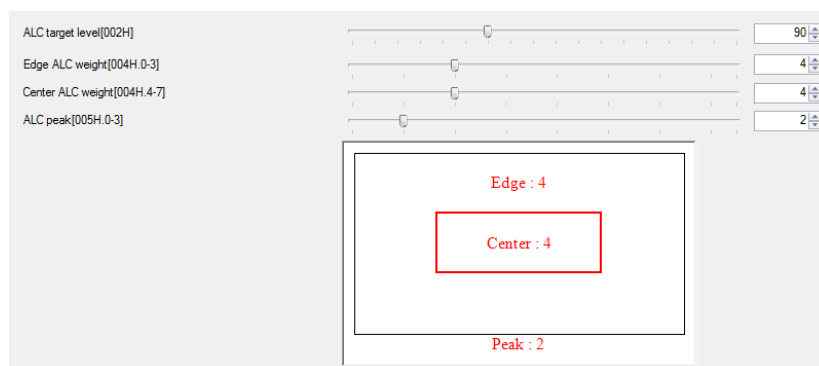 ALC target level[002H] 90
Edge ALC weight[004H.0-3] 4
Center ALC weight[004H.4-7] 4
ALC peak[005H.0-3] 2
Edge : 4
Center : 4
Peak : 2